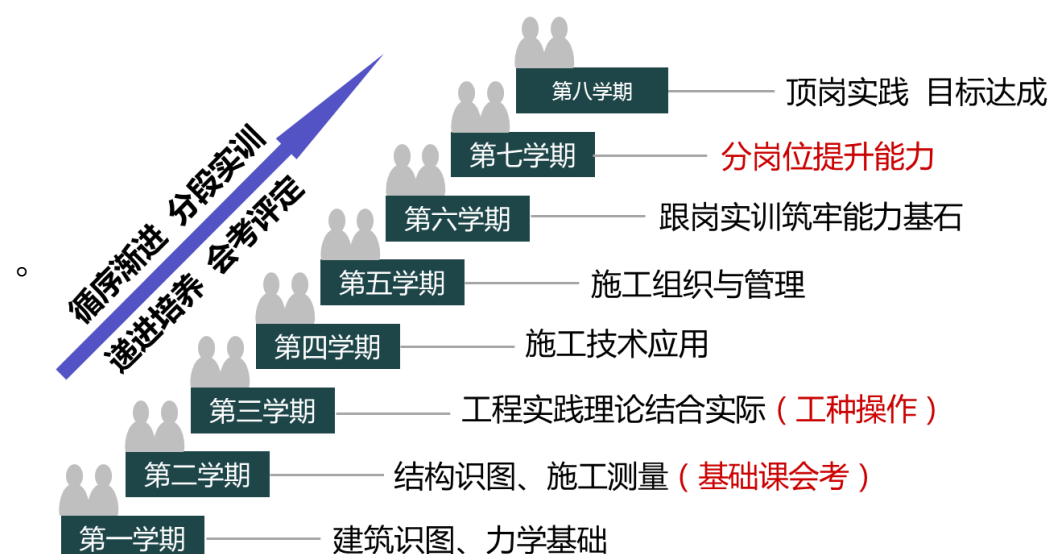 第八学期 顶岗实践 目标达成
第七学期 分岗位提升能力
第六学期 跟岗实训筑牢能力基石
第五学期 施工组织与管理
第四学期 施工技术应用
第三学期 工程实践理论结合实际（工种操作）
第二学期 结构识图、施工测量（基础课会考）
第一学期 建筑识图、力学基础
循序渐进 分段实训
递进培养 会考评定
。